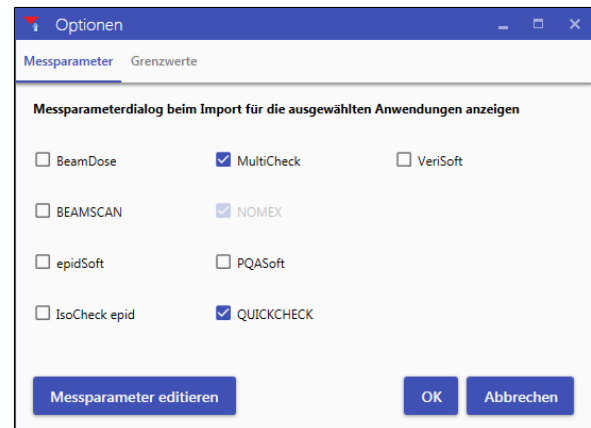 Optionen
Messparameter Grenzwerte
Messparameterdialog beim Import für die ausgewählten Anwendungen anzeigen
BeamDose MultiCheck VeriSoft
BEAMSCAN NOMEX
epidSoft PQASoft
IsoCheck epid QUICKCHECK
Messparameter editieren OK Abbrechen